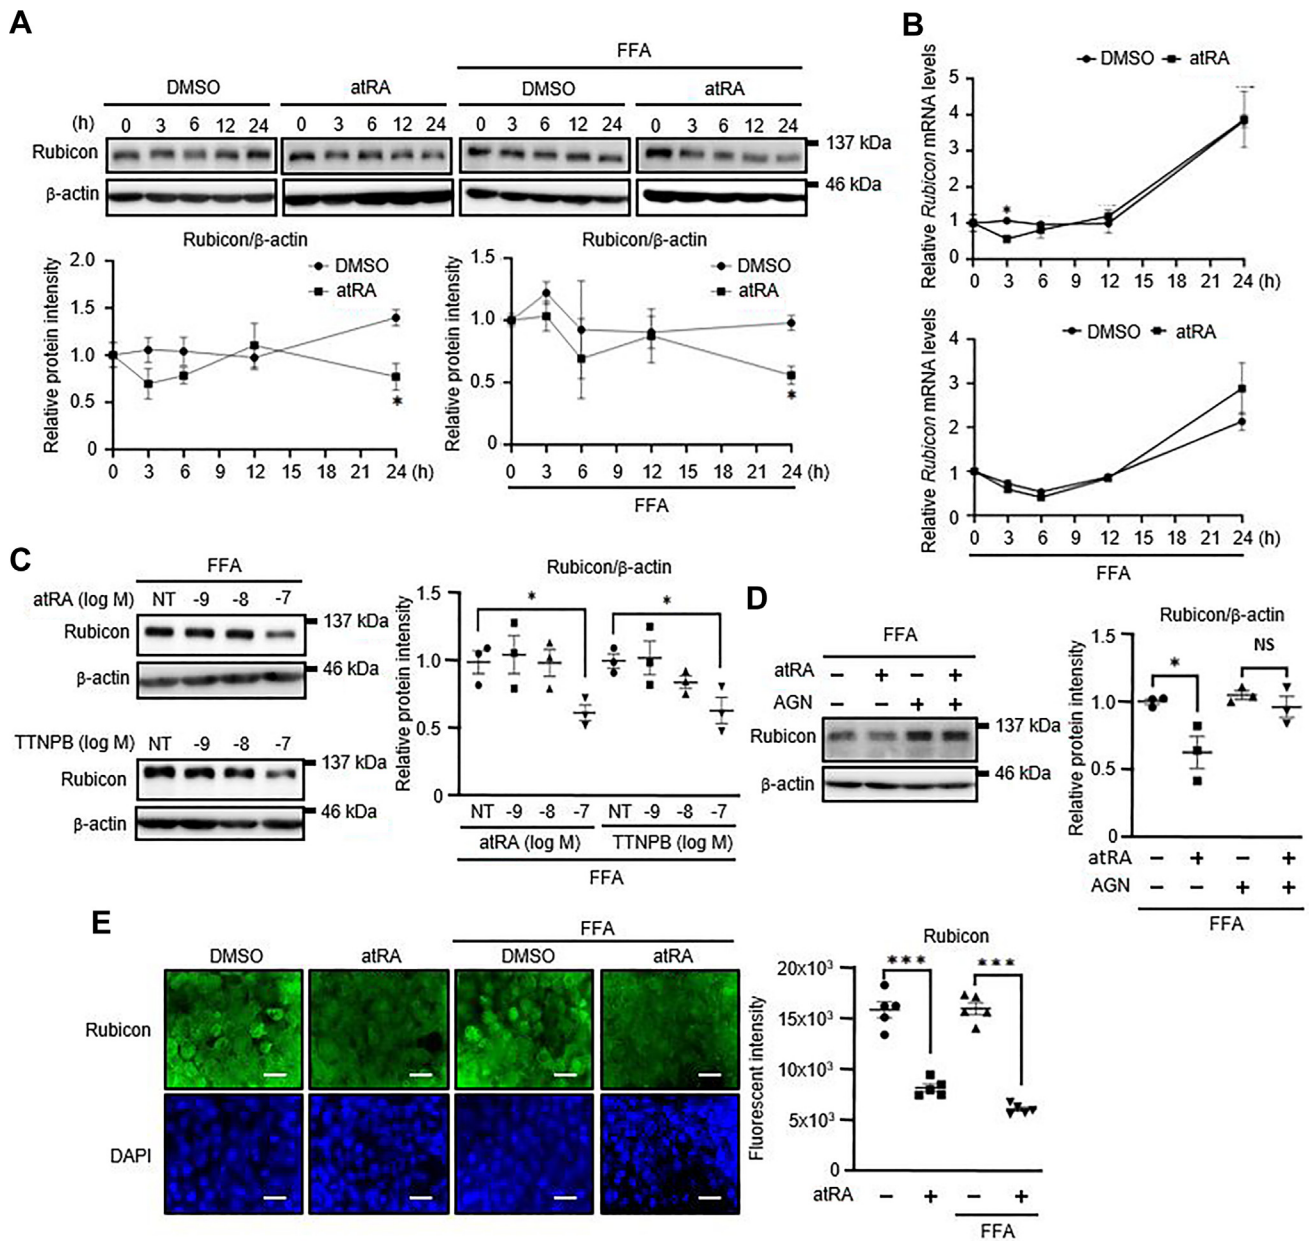 A
FFA
DMSO atRA DMSO atRA
(h) 0 3 6 12 24 0 3 6 12 24 0 3 6 12 24 0 3 6 12 24
Rubicon 137 kDa
β-actin 46 kDa
Rubicon/β-actin
Relative protein intensity
2.0
1.5
1.0
0.5
0
DMSO
atRA
*
0 3 6 9 12 15 18 21 24 (h)
Rubicon/β-actin
Relative protein intensity
1.5
1.0
0.5
0
DMSO
atRA
*
0 3 6 9 12 15 18 21 24 (h)
FFA
B
DMSO atRA
Relative Rubicon mRNA levels
5
4
3
2
1
0
*
0 3 6 9 12 15 18 21 24 (h)
DMSO atRA
Relative Rubicon mRNA levels
4
3
2
1
0
0 3 6 9 12 15 18 21 24 (h)
FFA
C
FFA
atRA (log M) NT -9 -8 -7
Rubicon 137 kDa
β-actin 46 kDa
TTNPB (log M) NT -9 -8 -7
Rubicon 137 kDa
β-actin 46 kDa
Rubicon/β-actin
Relative protein intensity
1.5
1.0
0.5
0
* *
NT -9 -8 -7 NT -9 -8 -7
atRA (log M) TTNPB (log M)
FFA
D
FFA
atRA − + − +
AGN − − + +
Rubicon 137 kDa
β-actin 46 kDa
Rubicon/β-actin
Relative protein intensity
1.5
1.0
0.5
0
* NS
atRA − + − +
AGN − − + +
FFA
E
FFA
DMSO atRA DMSO atRA
Rubicon
DAPI
Rubicon
Fluorescent intensity
20x10³
15x10³
10x10³
5x10³
0
*** ***
atRA − + − +
FFA